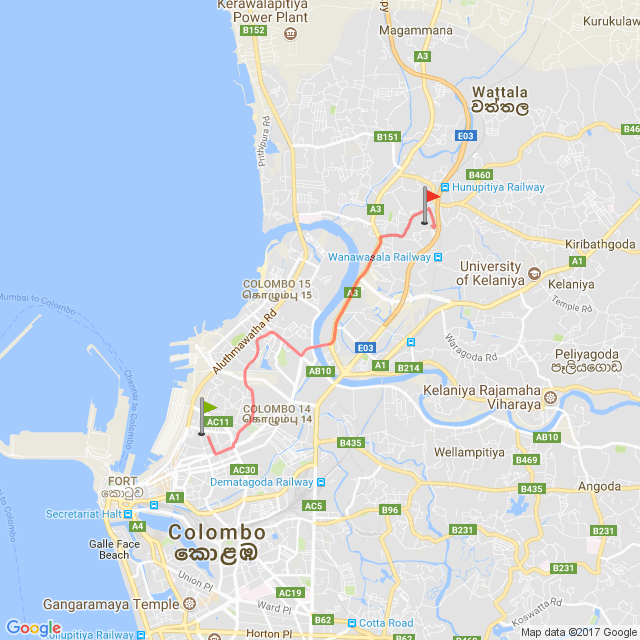 Kerawalapitiya
Power Plant
B152
Magammana
Kurukulaw
A3
Wattala
වත්තල
B151
E03
Prithipura Rd
B460
Hunupitiya Railway
A3
B460
Kiribathgoda
Wanawasala Railway
A1
University
of Kelaniya
Kelaniya
COLOMBO 15
கொழும்பு 15
A3
Temple Rd
Mumbai to Colombo
Aluthmawatha Rd
E03
Waragoda Rd
Peliyagoda
පෑලියගොඩ
A1
B214
AB10
Chennai to Colombo
Kelaniya Rajamaha
Viharaya
COLOMBO 14
கொழும்பு 14
AC11
B435
AB10
Wellampitiya
B469
AC30
Dematagoda Railway
FORT
කොටුව
B435
Angoda
A1
AC5
B96
Secretariat Halt
A4
B231
Colombo
කොළඹ
B231
Galle Face
Beach
B231
Union Pl
AC19
Gangaramaya Temple
Ward Pl
B62
Koswatta Rd
Cotta Road
Kollupitiya Railway
Horton Pl
B62
Google
Map data ©2017 Google